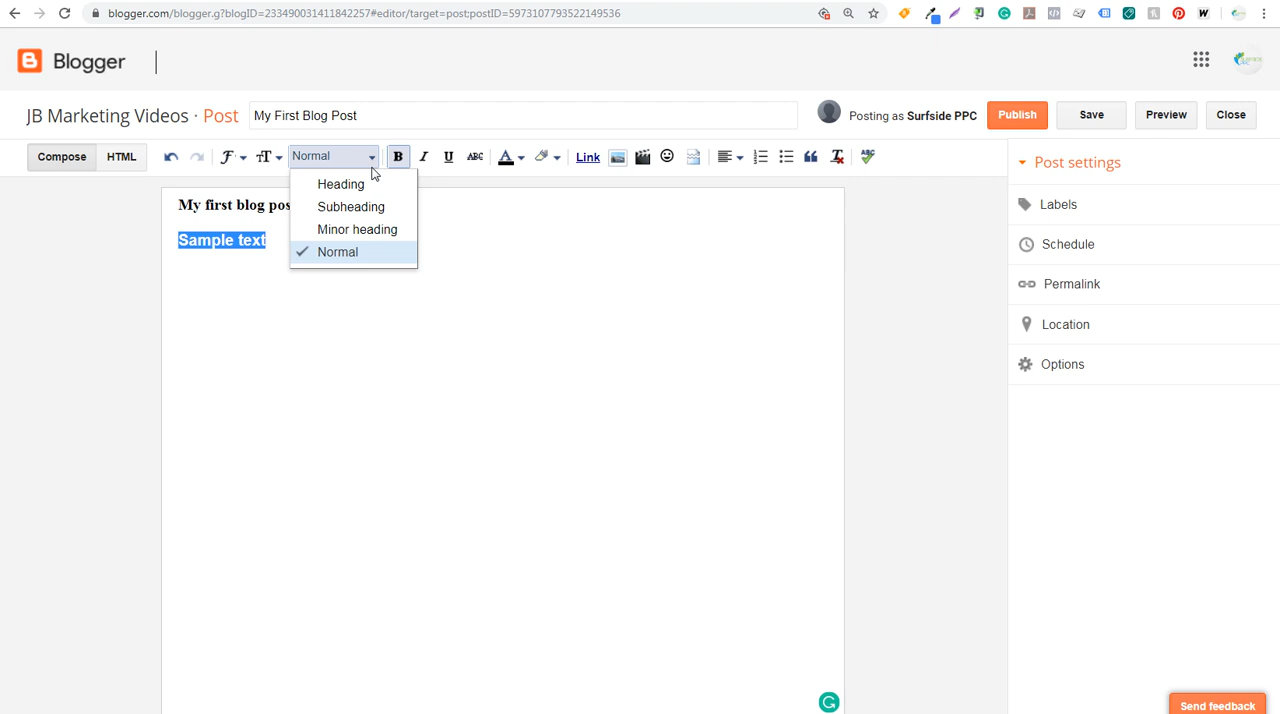 blogger.com/blogger.g?blogID=233490031411842257#editor/target=post;postID=5973107793522149536
Blogger
JB Marketing Videos · Post
My First Blog Post
Posting as Surfside PPC
Publish
Save
Preview
Close
Compose
HTML
Normal
B
I
U
ABC
A
Link
ABC
Post settings
Heading
Subheading
Minor heading
Normal
My first blog pos
Sample text
Labels
Schedule
Permalink
Location
Options
Send feedback